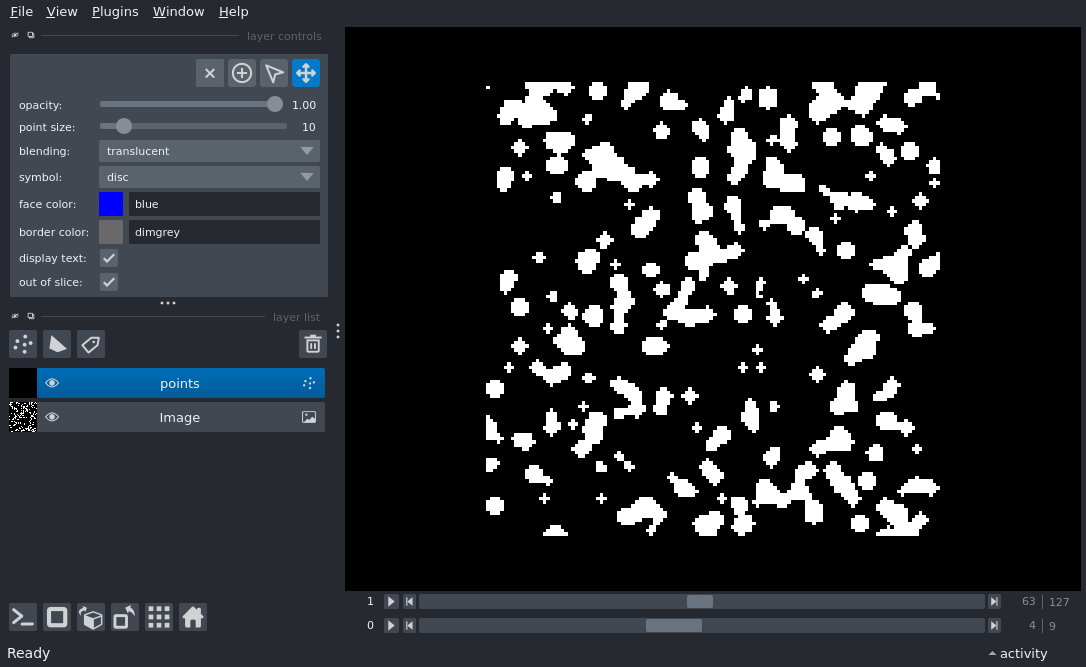 File View Plugins Window Help
layer controls
opacity: 1.00
point size: 10
blending: translucent
symbol: disc
face color: blue
border color: dimgrey
display text:
out of slice:
layer list
points
Image
1 63 | 127
0 4 | 9
Ready activity